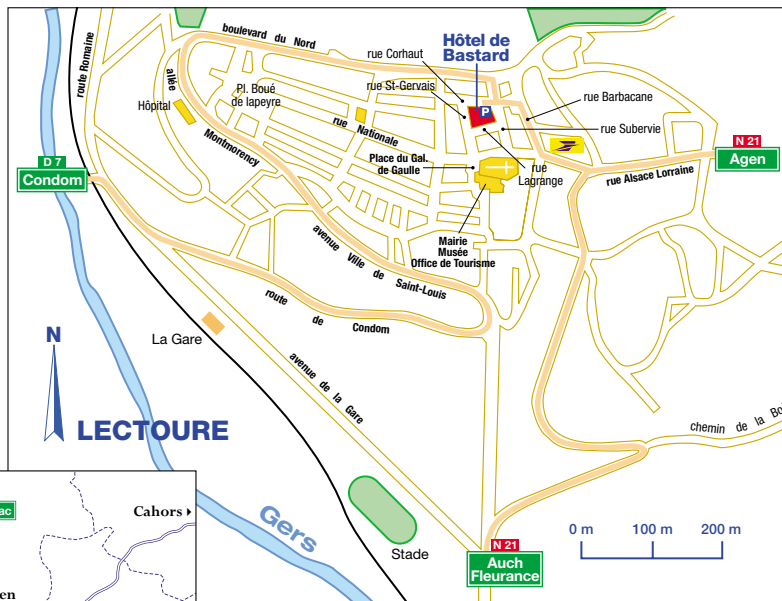 boulevard du Nord
rue Corhaut
Hôtel de
Bastard
P
route Romaine
allée
Montmorency
Hôpital
P.l. Boué
de lapeyre
rue St-Gervais
rue Nationale
rue Barbacane
rue Subervie
Place du Gal.
de Gaulle
rue
Lagrange
N 21
Agen
rue Alsace Lorraine
D 7
Condom
Mairie
Musée
Office de Tourisme
avenue Ville de Saint-Louis
route de Condom
La Gare
avenue de la Gare
N
LECTOURE
chemin de la Bo
Gers
Stade
0 m 100 m 200 m
N 21
Auch
Fleurance
ac
Cahors
en